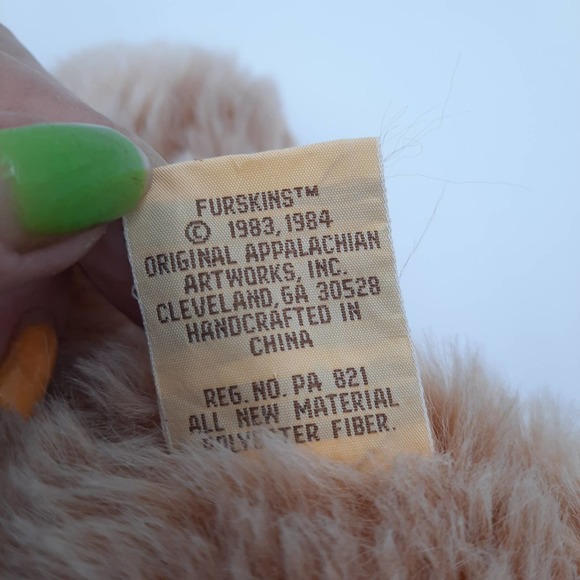 FURSKINS™
© 1983, 1984
ORIGINAL APPALACHIAN
ARTWORKS, INC.
CLEVELAND, GA 30528
HANDCRAFTED IN
CHINA
REG. NO. PA 821
ALL NEW MATERIAL
POLYESTER FIBER.